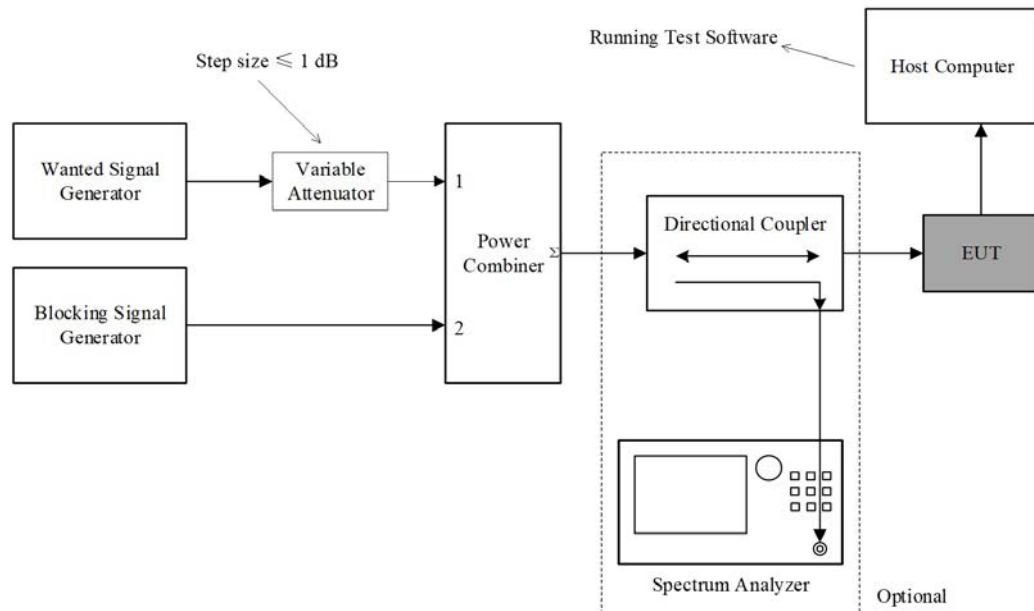 Running Test Software
Host Computer
Step size ≤ 1 dB
Wanted Signal
Generator
Variable
Attenuator
1
Power
Combiner
Σ
2
Blocking Signal
Generator
Directional Coupler
EUT
Spectrum Analyzer
Optional